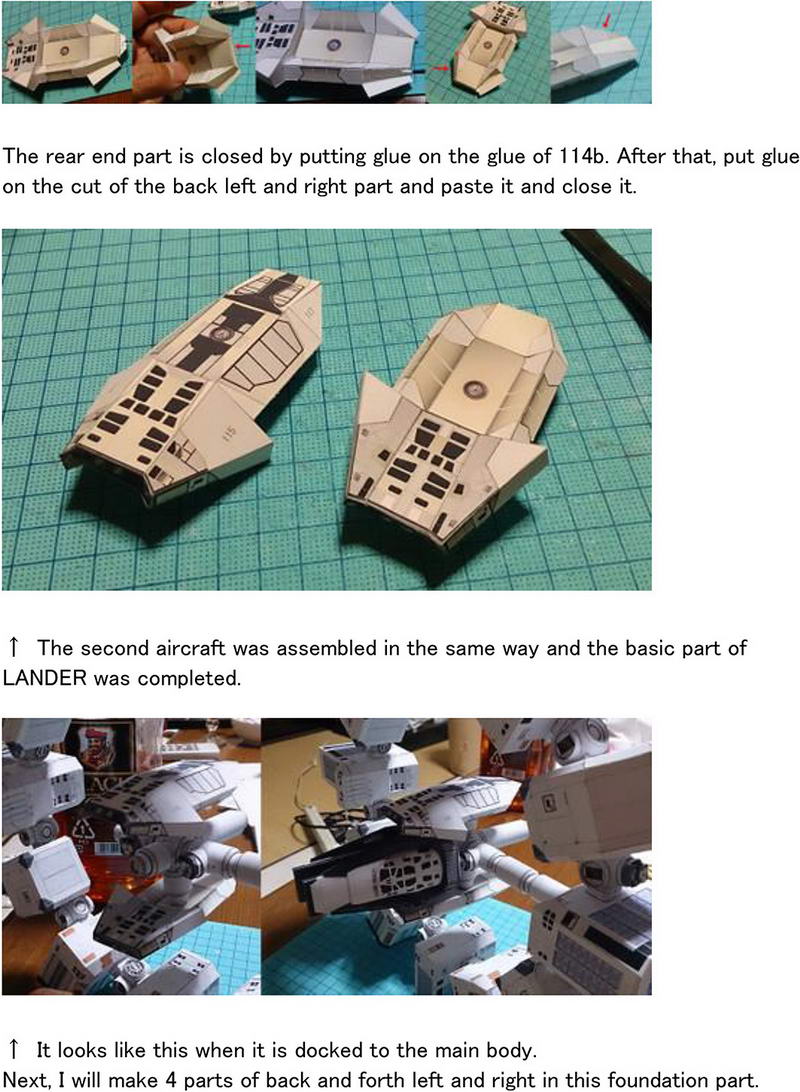 The rear end part is closed by putting glue on the glue of 114b. After that, put glue
on the cut of the back left and right part and paste it and close it.
115
↑ The second aircraft was assembled in the same way and the basic part of
LANDER was completed.
↑ It looks like this when it is docked to the main body.
Next, I will make 4 parts of back and forth left and right in this foundation part.